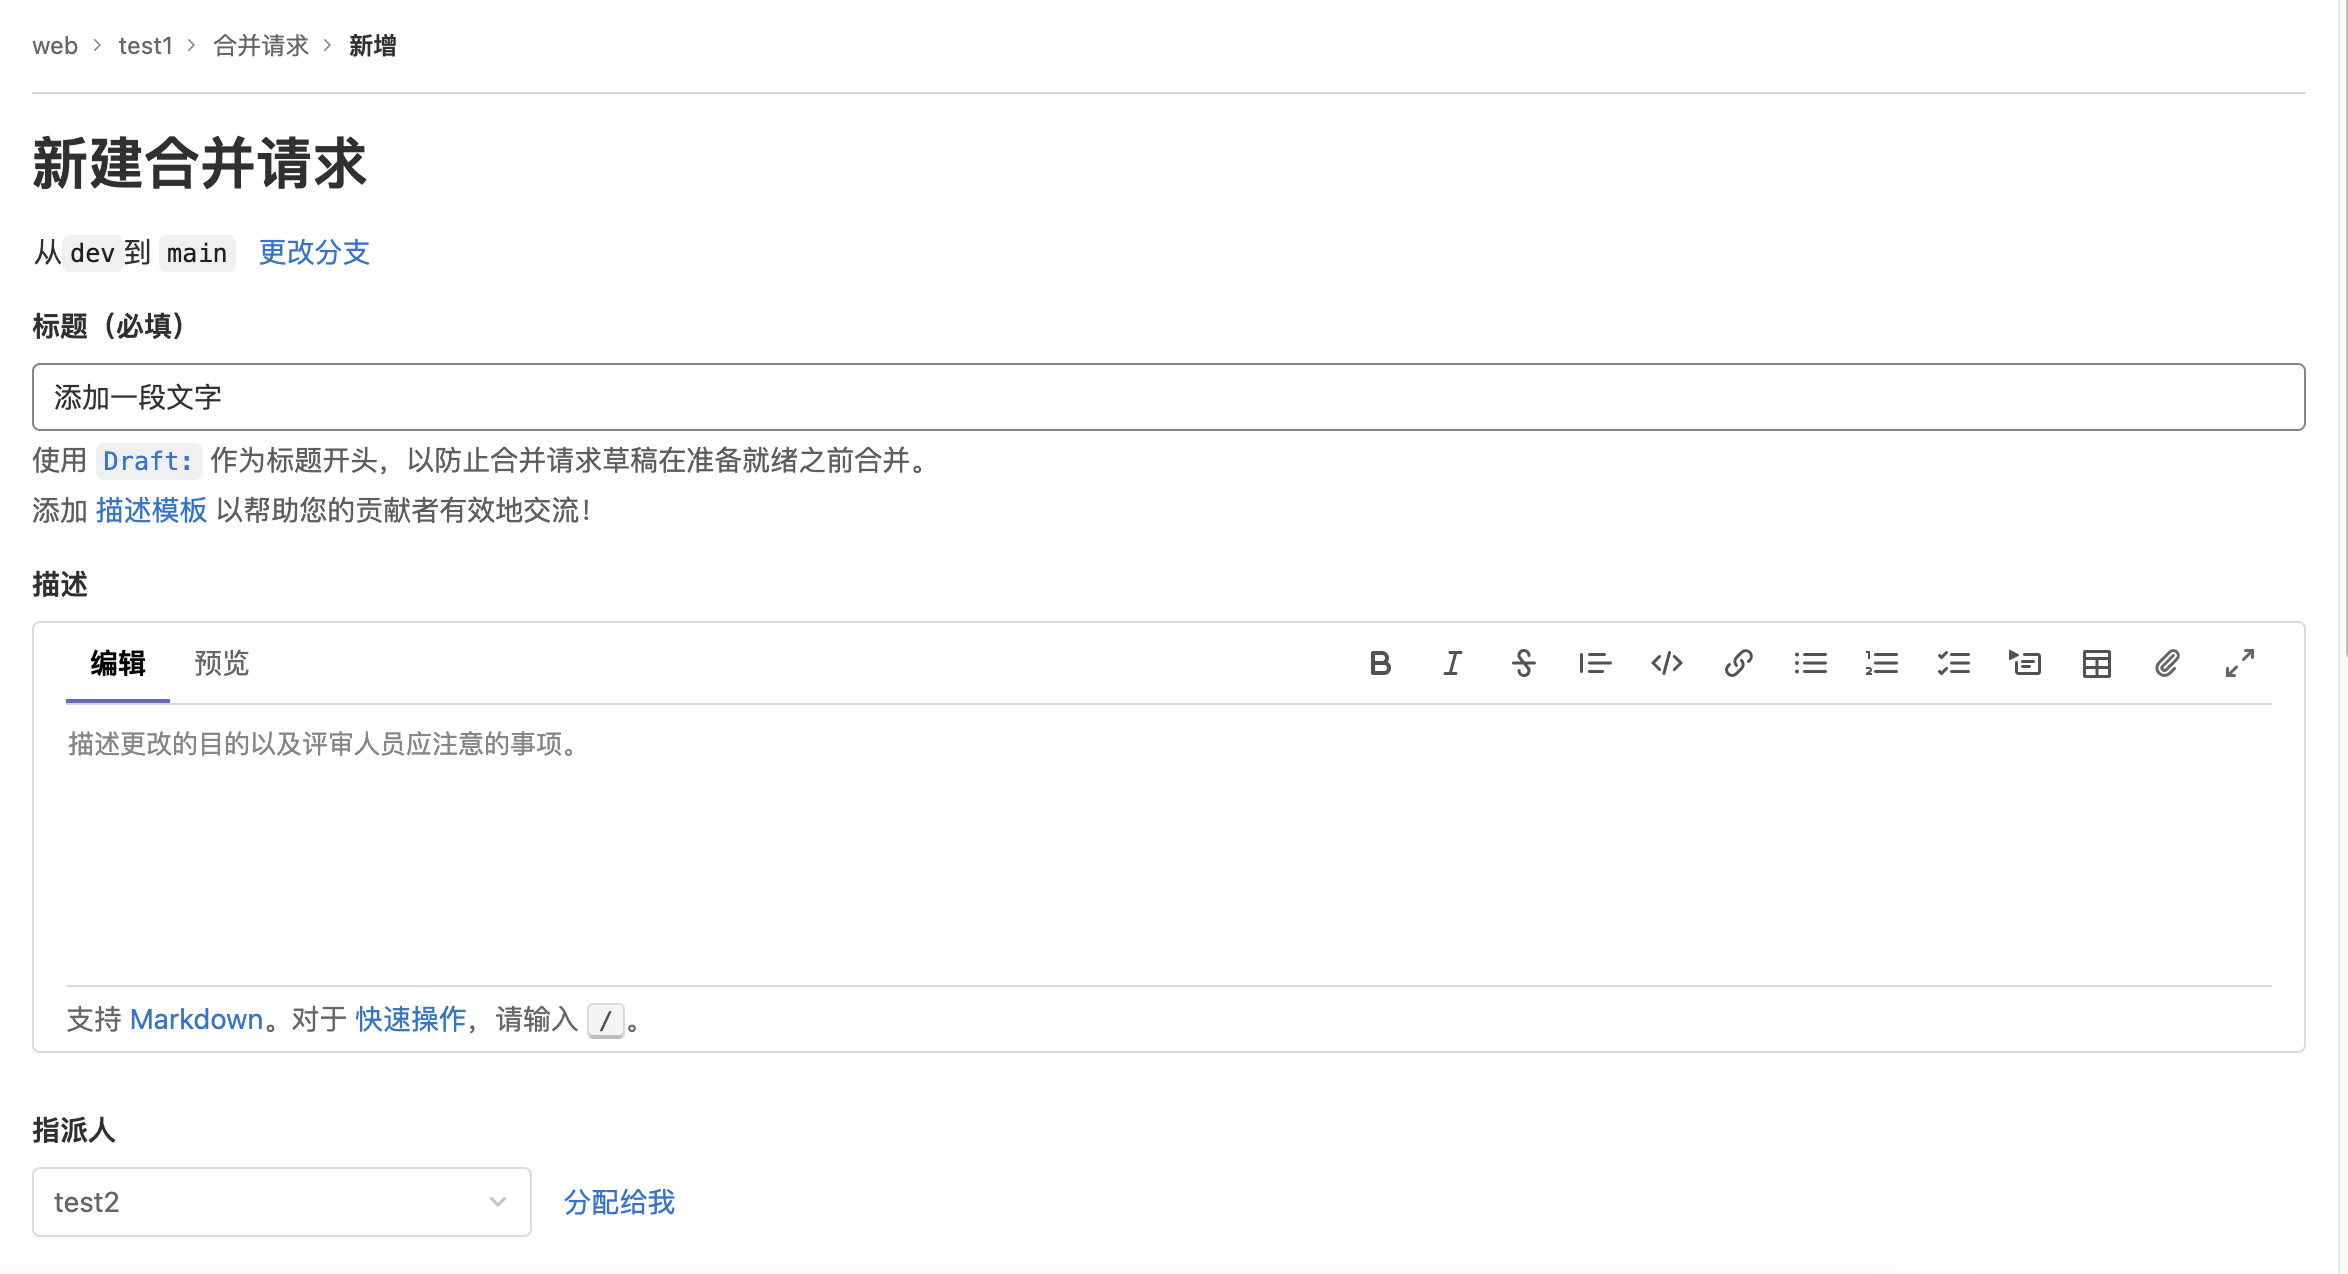 web > test1 > 合并请求 > 新增
新建合并请求
从 dev 到 main 更改分支
标题（必填）
添加一段文字
使用 Draft: 作为标题开头，以防止合并请求草稿在准备就绪之前合并。
添加 描述模板 以帮助您的贡献者有效地交流！
描述
编辑 预览
描述更改的目的以及评审人员应注意的事项。
支持 Markdown。对于 快速操作，请输入 / 。
指派人
test2 分配给我